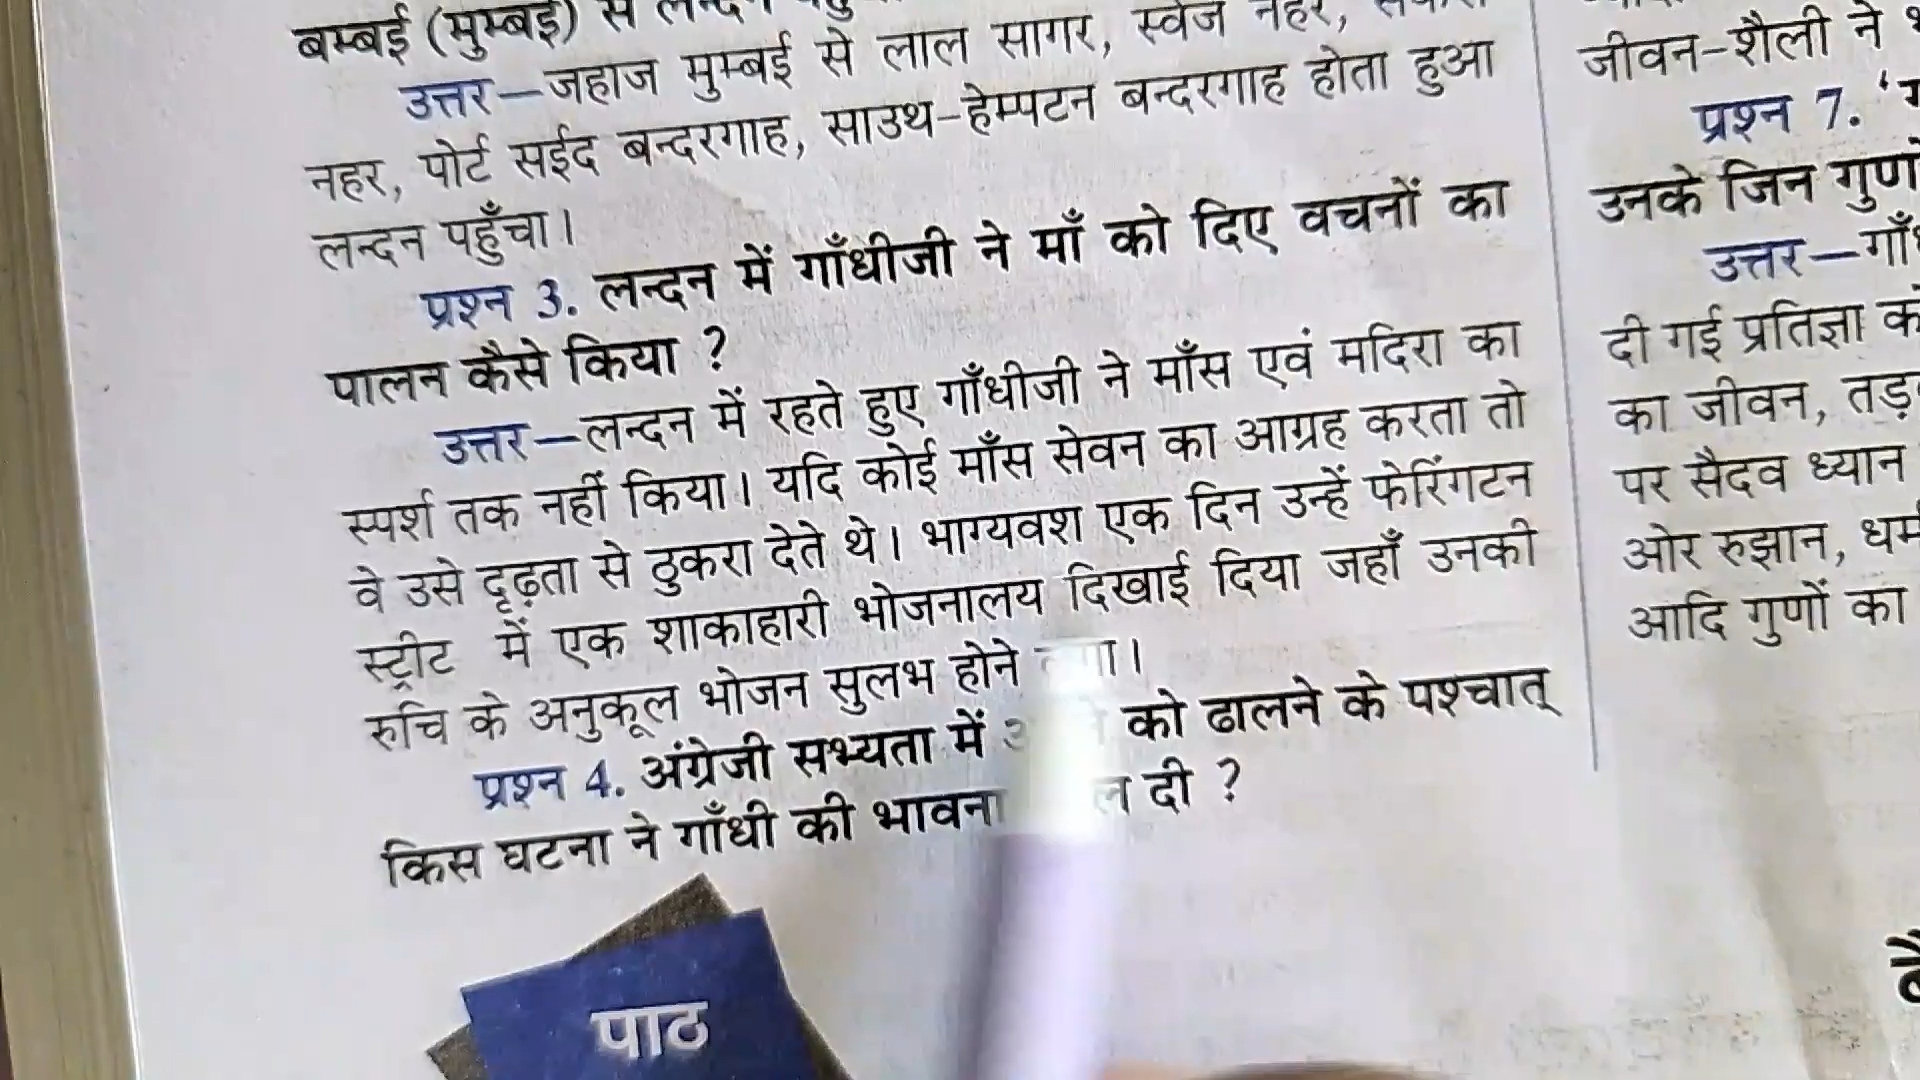 बम्बई (मुम्बई) से लन्दन
उत्तर—जहाज मुम्बई से लाल सागर, स्वेज नहर,
नहर, पोर्ट सईद बन्दरगाह, साउथ-हेम्पटन बन्दरगाह होता हुआ
लन्दन पहुँचा।
प्रश्न 3. लन्दन में गाँधीजी ने माँ को दिए वचनों का
पालन कैसे किया ?
उत्तर—लन्दन में रहते हुए गाँधीजी ने माँस एवं मदिरा का
स्पर्श तक नहीं किया। यदि कोई माँस सेवन का आग्रह करता तो
वे उसे दृढ़ता से ठुकरा देते थे। भाग्यवश एक दिन उन्हें फेरिंगटन
स्ट्रीट में एक शाकाहारी भोजनालय दिखाई दिया जहाँ उनकी
रुचि के अनुकूल भोजन सुलभ होने
प्रश्न 4. अंग्रेजी सभ्यता में को ढालने के पश्चात्
किस घटना ने गाँधी की भावना दी ?
पाठ
जीवन-शैली ने
प्रश्न 7.
उनके जिन
उत्तर—
दी गई प्रतिज्ञा
का जीवन,
पर सैदव ध्यान
ओर रुझान,
आदि गुणों का